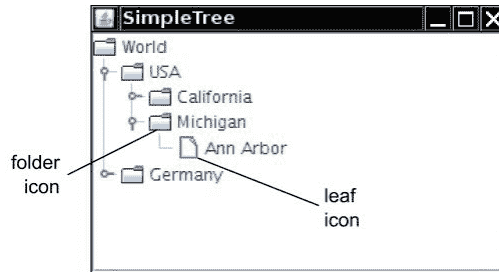 SimpleTree
World
USA
California
Michigan
Ann Arbor
Germany
folder
icon
leaf
icon